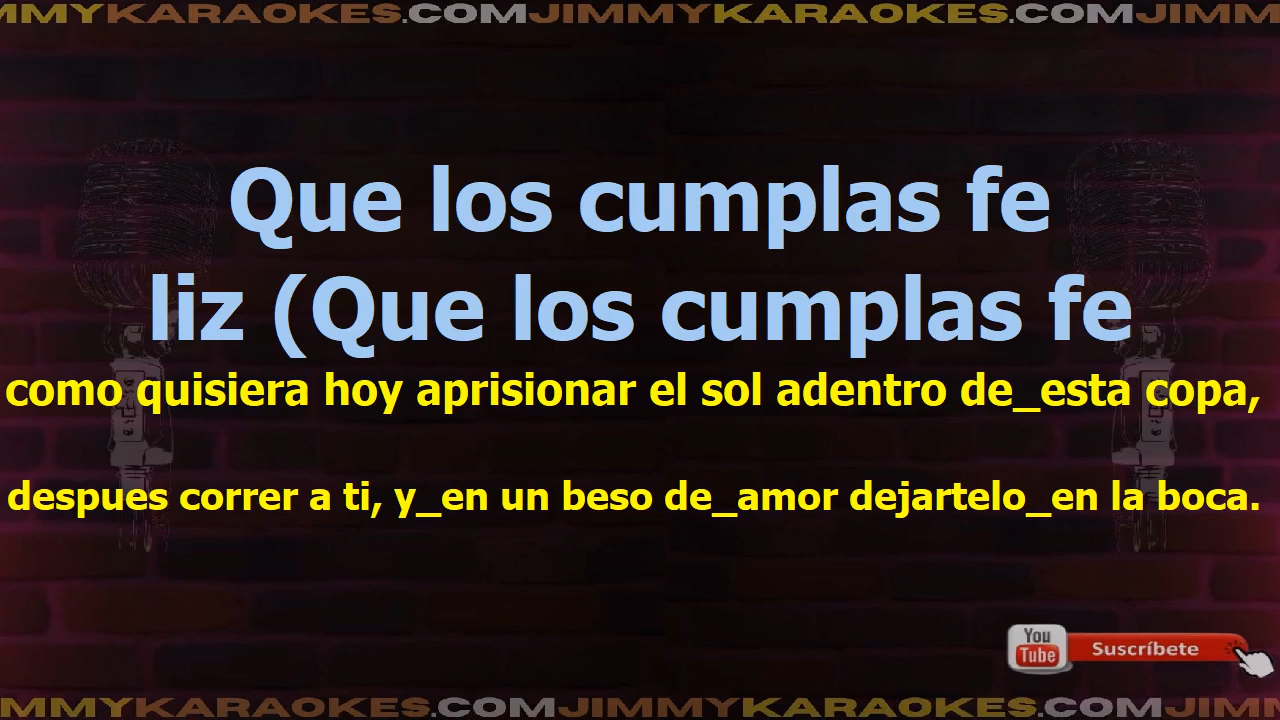 MMYKARAOKES.COMJIMMYKARAOKES.COMJIMM
Que los cumplas fe
liz (Que los cumplas fe
como quisiera hoy aprisionar el sol adentro de_esta copa,
despues correr a ti, y_en un beso de_amor dejartelo_en la boca.
You
Tube
Suscríbete
MMYKARAOKES.COMJIMMYKARAOKES.COMJIMM